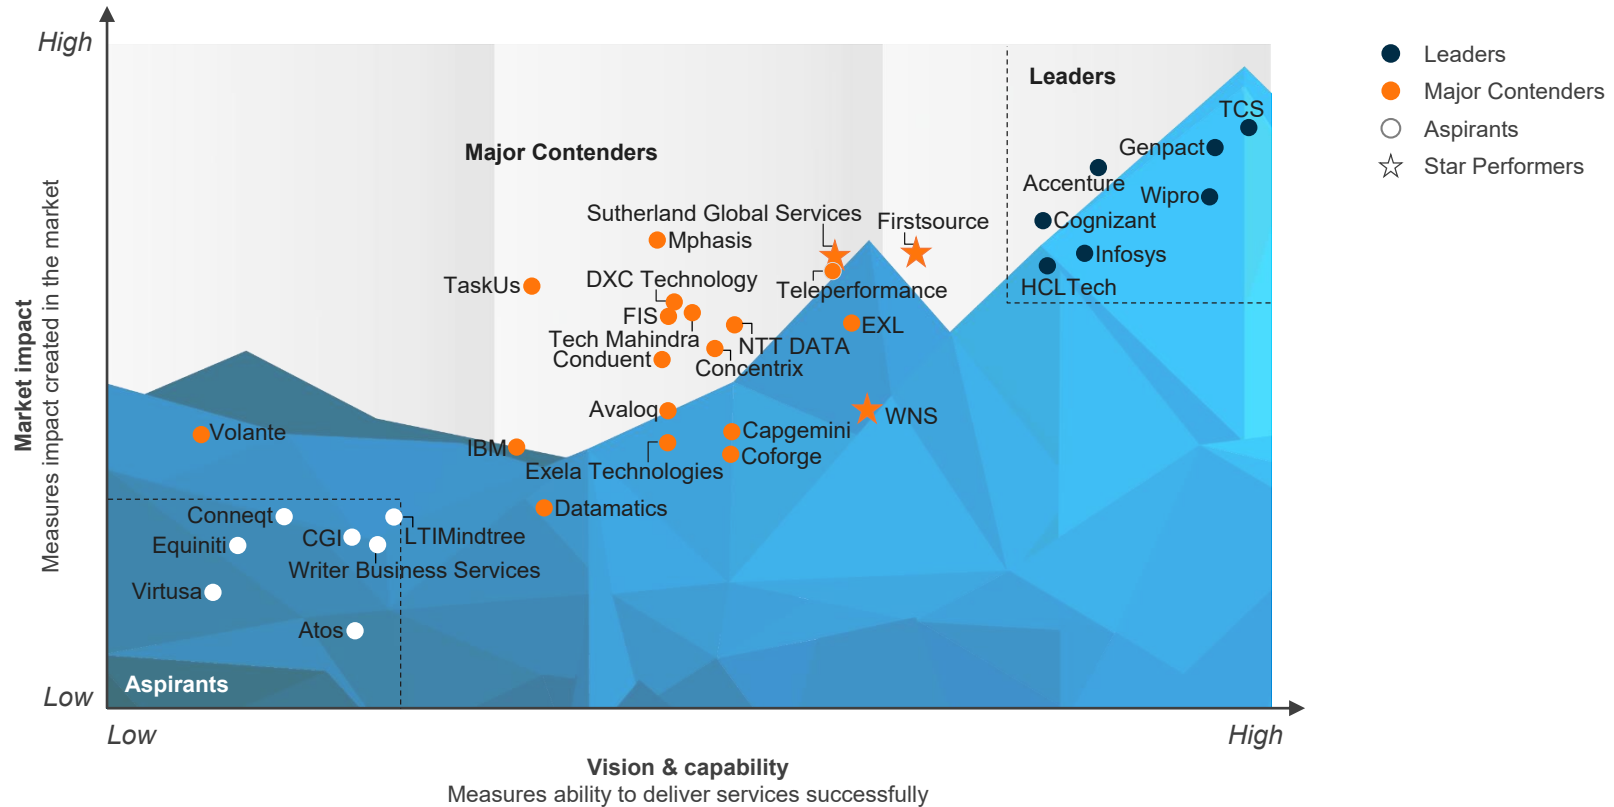 High
Leaders
Leaders
Major Contenders
Aspirants
Star Performers
TCS
Genpact
Major Contenders
Accenture
Wipro
Sutherland Global Services
Firstsource
Cognizant
Mphasis
Infosys
TaskUs
DXC Technology
Teleperformance
HCLTech
FIS
Tech Mahindra
EXL
NTT DATA
Conduent
Concentrix
Avaloq
WNS
Volante
IBM
Capgemini
Coforge
Exela Technologies
Datamatics
Conneqt
LTIMindtree
CGI
Equiniti
Writer Business Services
Virtusa
Atos
Aspirants
Market impact
Measures impact created in the market
Low
Low
High
Vision & capability
Measures ability to deliver services successfully